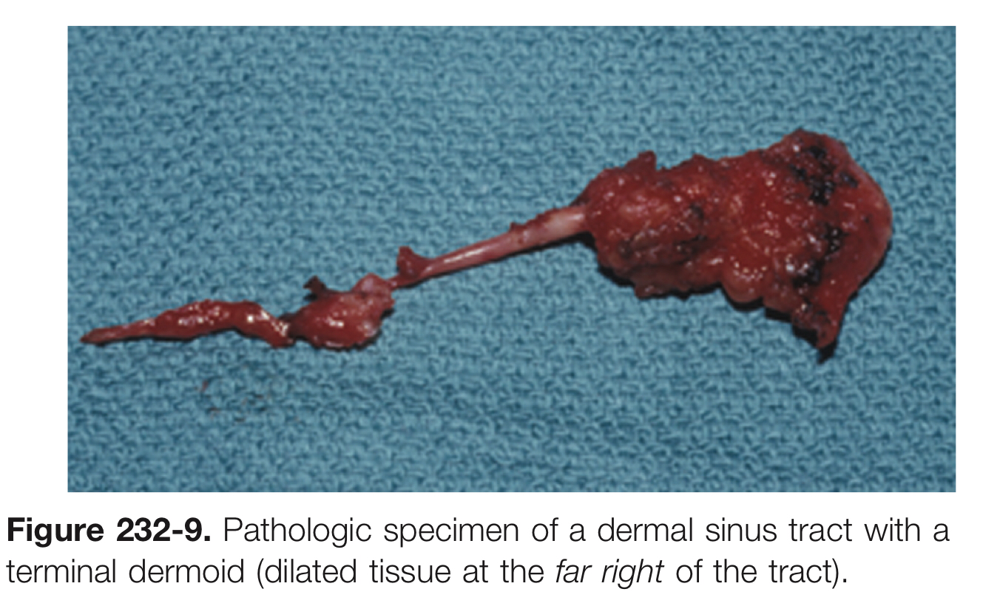 Figure 232-9. Pathologic specimen of a dermal sinus tract with a
terminal dermoid (dilated tissue at the far right of the tract).